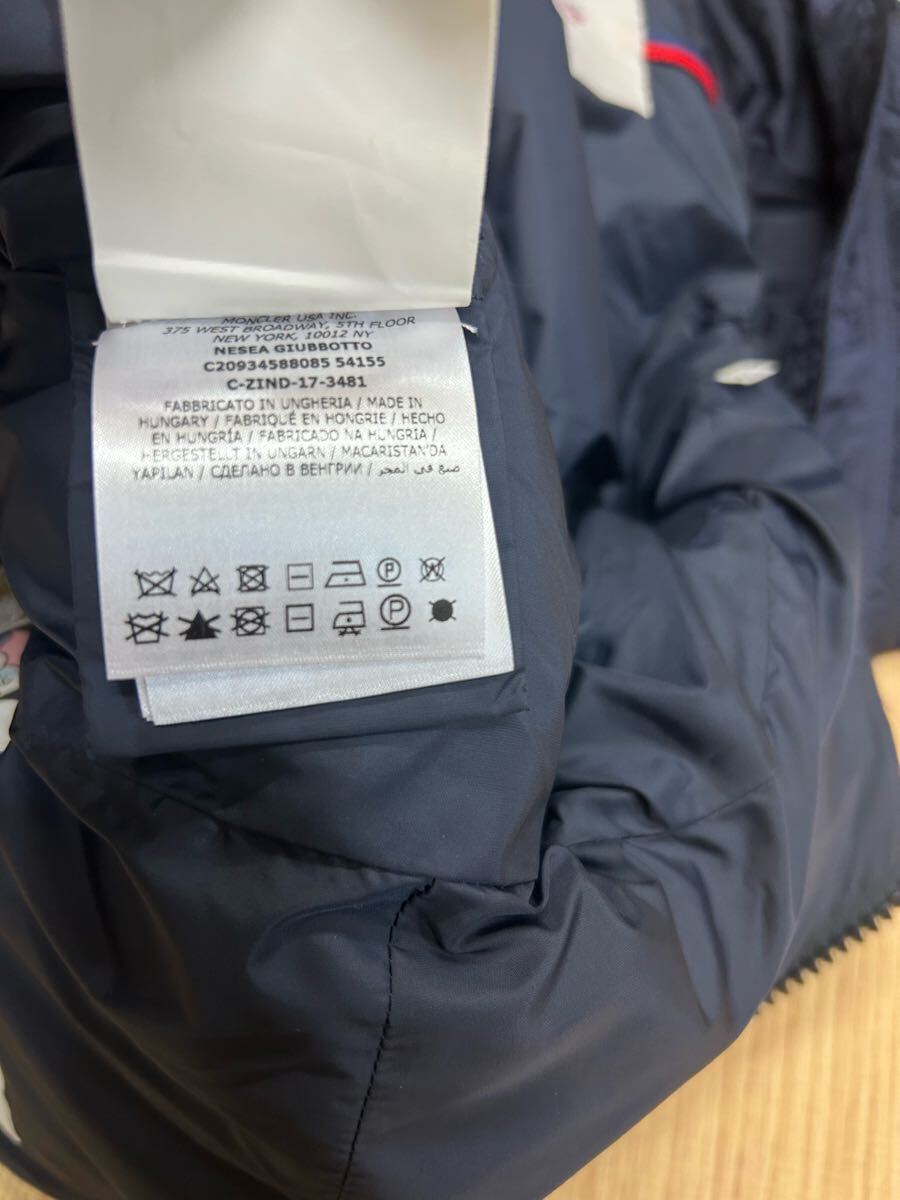 MONCLER USA INC.
375 WEST BROADWAY, 5TH FLOOR
NEW YORK, 10012 NY
NESEA GIUBBOTTO
C20934588085 54155
C-ZIND-17-3481
FABBRICATO IN UNGHERIA / MADE IN
HUNGARY / FABRIQUÉ EN HONGRIE / HECHO
EN HUNGRÍA / FABRICADO NA HUNGRIA /
HERGESTELLT IN UNGARN / MACARISTAN'DA
YAPILAN / СДЕЛАНО В ВЕНГРИИ / صنع في المجر
P
W
P